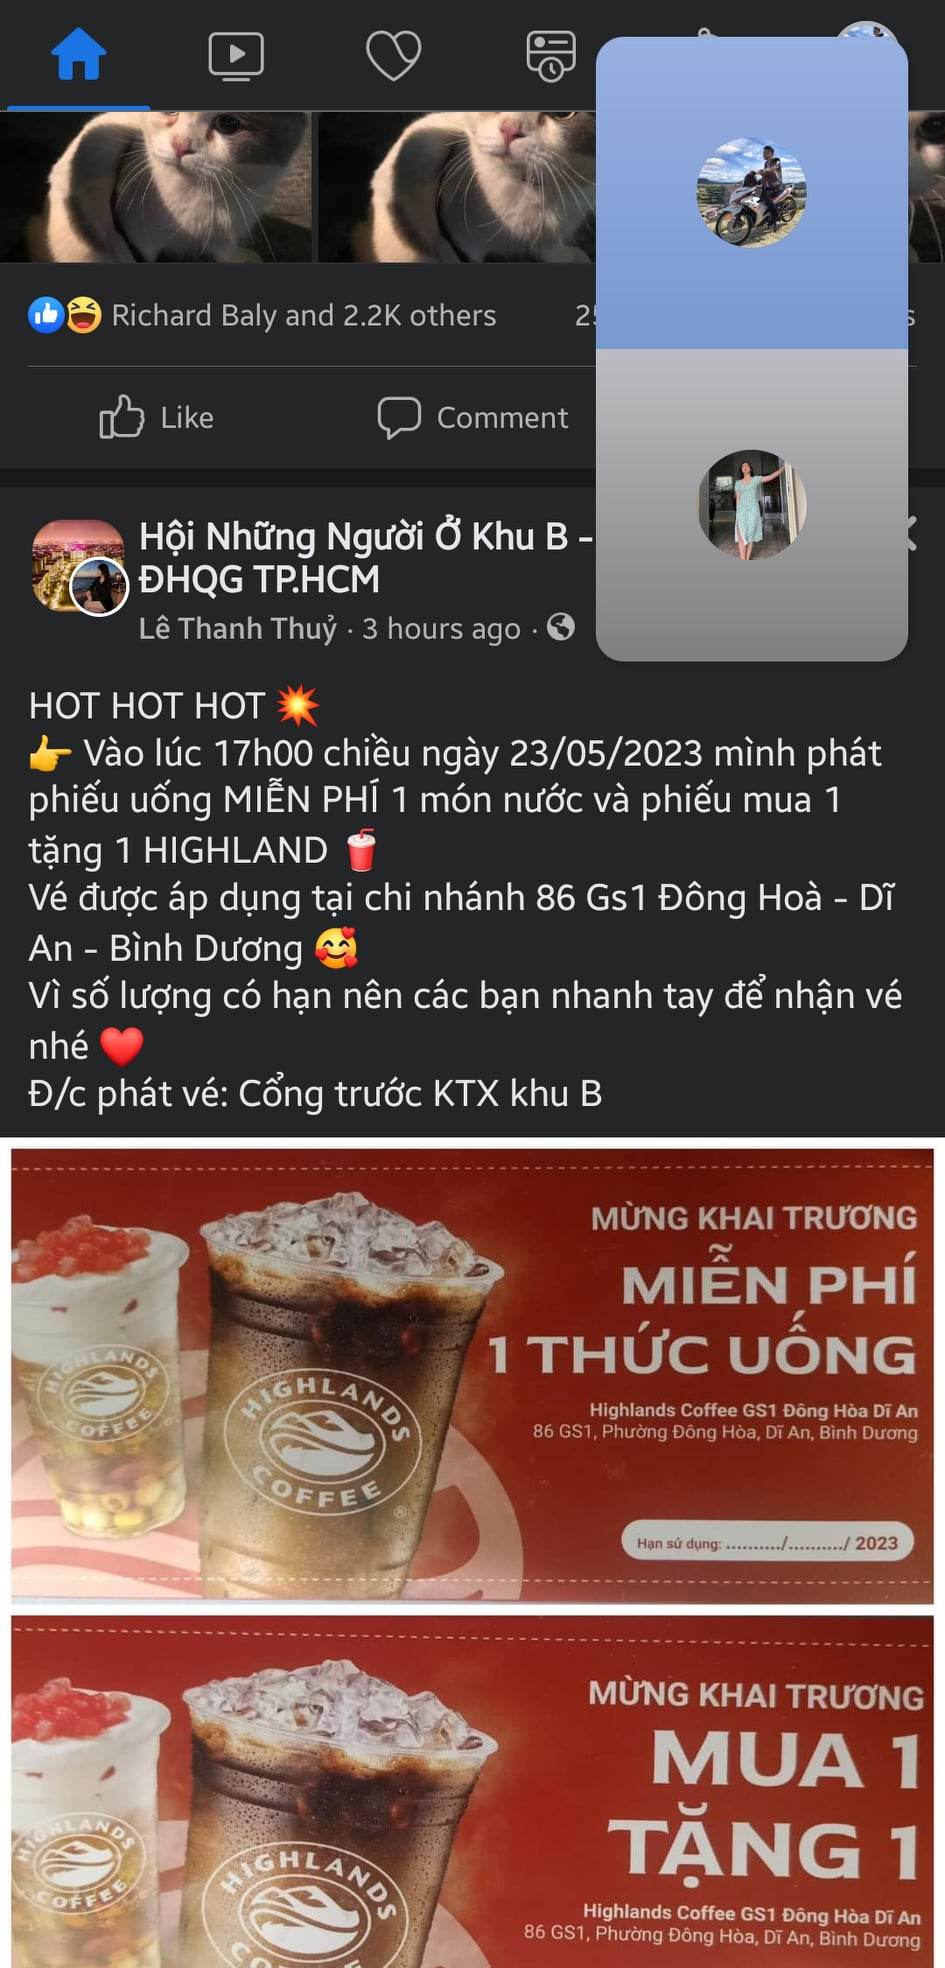 Richard Baly and 2.2K others
Like
Comment
Hội Những Người Ở Khu B -
ĐHQG TP.HCM
Lê Thanh Thuỷ · 3 hours ago ·
HOT HOT HOT 💥
👉 Vào lúc 17h00 chiều ngày 23/05/2023 mình phát
phiếu uống MIỄN PHÍ 1 món nước và phiếu mua 1
tặng 1 HIGHLAND 🥤
Vé được áp dụng tại chi nhánh 86 Gs1 Đông Hoà - Dĩ
An - Bình Dương 🥰
Vì số lượng có hạn nên các bạn nhanh tay để nhận vé
nhé ❤️
Đ/c phát vé: Cổng trước KTX khu B
MỪNG KHAI TRƯƠNG
MIỄN PHÍ
1 THỨC UỐNG
Highlands Coffee GS1 Đông Hòa Dĩ An
86 GS1, Phường Đông Hòa, Dĩ An, Bình Dương
Hạn sử dụng: ........../........../ 2023
HIGHLANDS
COFFEE
HIGHLANDS
COFFEE ®
MỪNG KHAI TRƯƠNG
MUA 1
TẶNG 1
Highlands Coffee GS1 Đông Hòa Dĩ An
86 GS1, Phường Đông Hòa, Dĩ An, Bình Dương
HIGHLANDS
COFFEE
HIGHLANDS